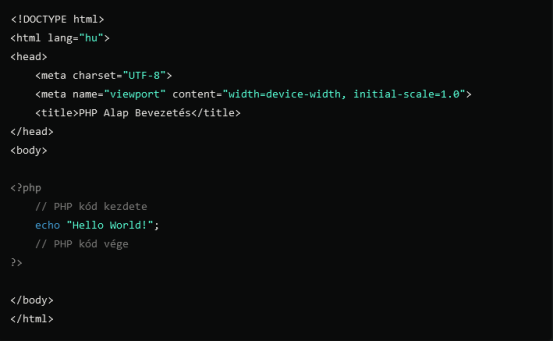 <!DOCTYPE html>
<html lang="hu">
<head>
    <meta charset="UTF-8">
    <meta name="viewport" content="width=device-width, initial-scale=1.0">
    <title>PHP Alap Bevezetés</title>
</head>
<body>

<?php
    // PHP kód kezdete
    echo "Hello World!";
    // PHP kód vége
?>

</body>
</html>